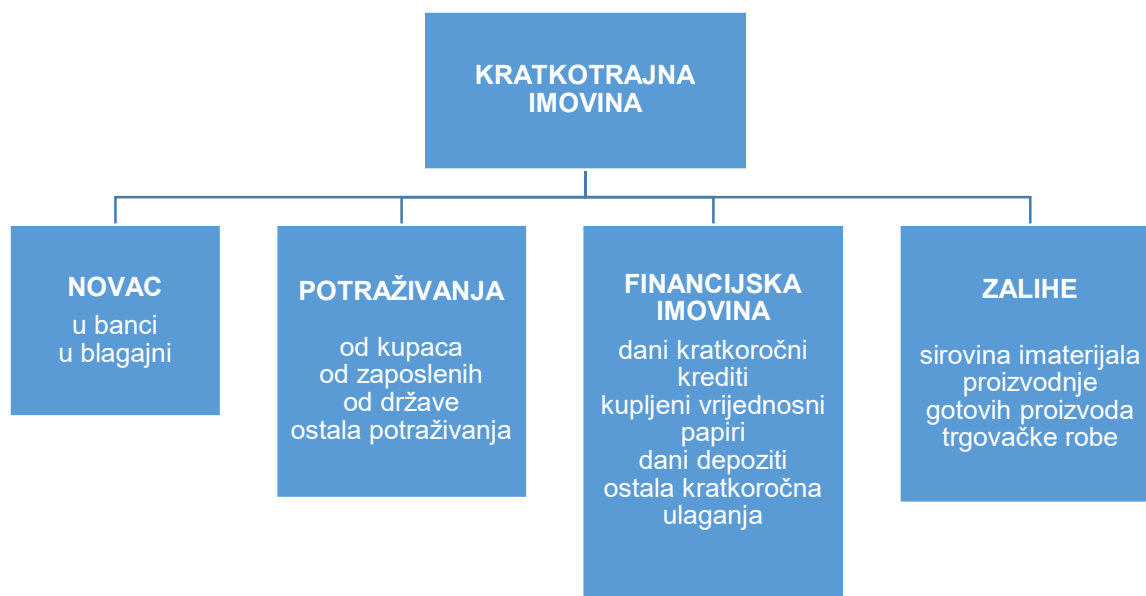 KRATKOTRAJNA
IMOVINA
NOVAC
u banci
u blagajni
POTRAŽIVANJA
od kupaca
od zaposlenih
od države
ostala potraživanja
FINANCIJSKA
IMOVINA
dani kratkoročni
krediti
kupljeni vrijednosni
papiri
dani depoziti
ostala kratkoročna
ulaganja
ZALIHE
sirovina imaterijala
proizvodnje
gotovih proizvoda
trgovačke robe